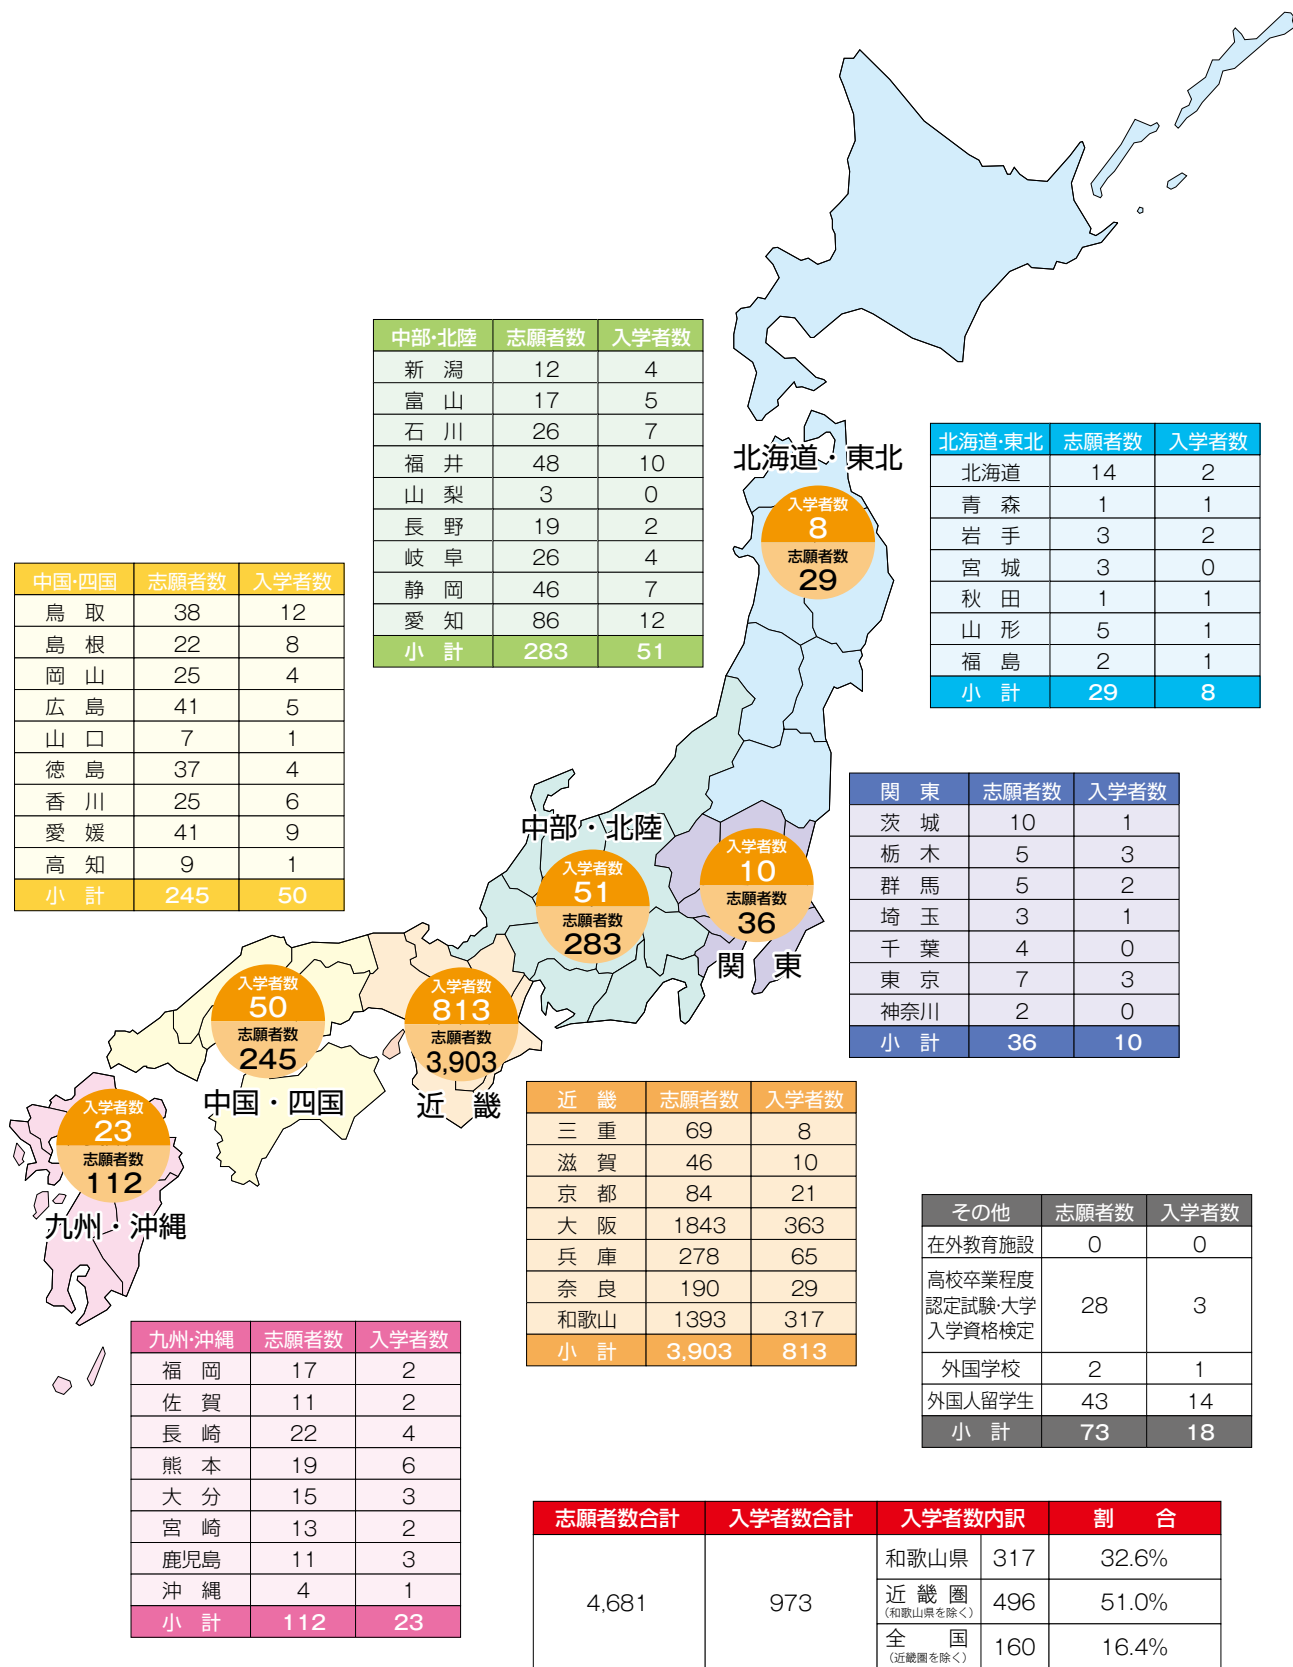 中部・北陸 志願者数 入学者数
新潟 12 4
富山 17 5
石川 26 7
福井 48 10
山梨 3 0
長野 19 2
岐阜 26 4
静岡 46 7
愛知 86 12
小計 283 51
北海道・東北
入学者数
8
志願者数
29
北海道・東北 志願者数 入学者数
北海道 14 2
青森 1 1
岩手 3 2
宮城 3 0
秋田 1 1
山形 5 1
福島 2 1
小計 29 8
中国・四国 志願者数 入学者数
鳥取 38 12
島根 22 8
岡山 25 4
広島 41 5
山口 7 1
徳島 37 4
香川 25 6
愛媛 41 9
高知 9 1
小計 245 50
中部・北陸
入学者数
51
志願者数
283
入学者数
10
志願者数
36
関東
関東 志願者数 入学者数
茨城 10 1
栃木 5 3
群馬 5 2
埼玉 3 1
千葉 4 0
東京 7 3
神奈川 2 0
小計 36 10
入学者数
50
志願者数
245
中国・四国
入学者数
813
志願者数
3,903
近畿
入学者数
23
志願者数
112
九州・沖縄
近畿 志願者数 入学者数
三重 69 8
滋賀 46 10
京都 84 21
大阪 1843 363
兵庫 278 65
奈良 190 29
和歌山 1393 317
小計 3,903 813
その他 志願者数 入学者数
在外教育施設 0 0
高校卒業程度
認定試験・大学 28 3
入学資格検定
外国学校 2 1
外国人留学生 43 14
小計 73 18
九州・沖縄 志願者数 入学者数
福岡 17 2
佐賀 11 2
長崎 22 4
熊本 19 6
大分 15 3
宮崎 13 2
鹿児島 11 3
沖縄 4 1
小計 112 23
志願者数合計 入学者数合計 入学者数内訳 割合
4,681 973 和歌山県 317 32.6%
近畿圏 496 51.0%
(和歌山県を除く)
全国 160 16.4%
(近畿圏を除く)